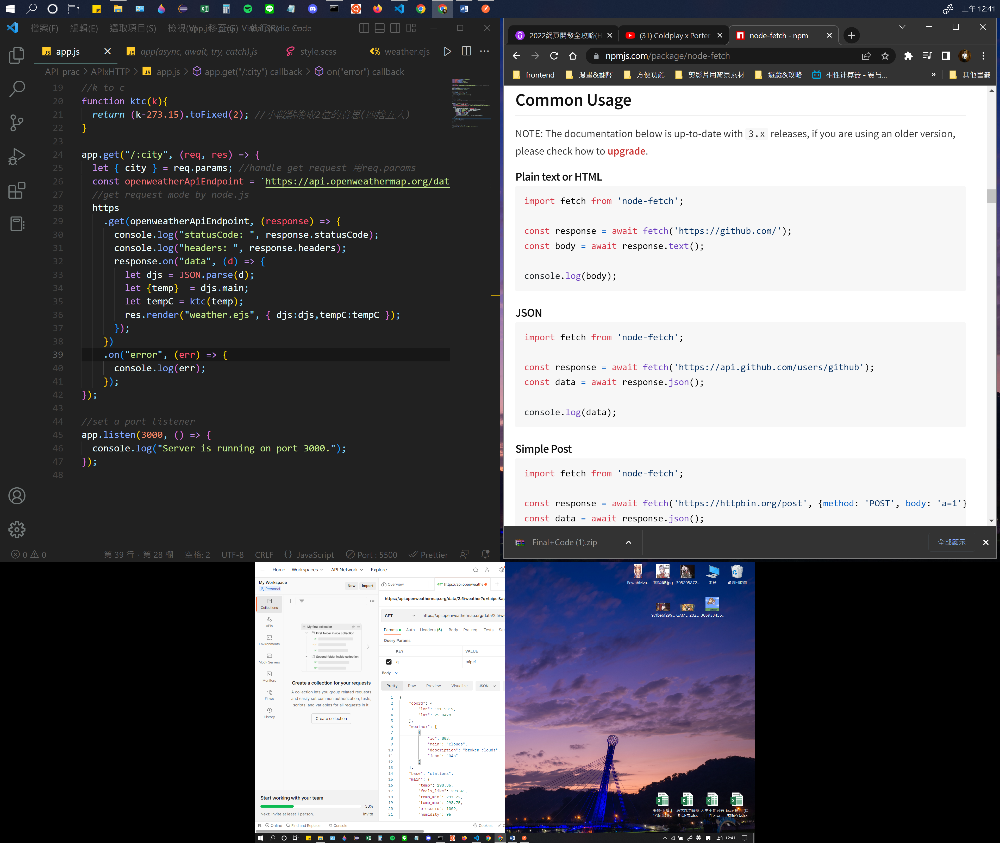 上午 12:41
檔案(F) 編輯(E) 選取項目(S)
app.js
app(async, await, try, catch).js
style.scss
weather.ejs
API_prac > APIxHTTP > app.js > app.get("/:city") callback > on("error") callback
19 //k to c
20 function ktc(k){
21 return (k-273.15).toFixed(2); //小數點後取2位的意思(四捨五入)
22 }
23
24 app.get("/:city", (req, res) => {
25 let { city } = req.params; //handle get request 用req.params
26 const openweatherApiEndpoint = `https://api.openweathermap.org/dat
27 //get request mode by node.js
28 https
29 .get(openweatherApiEndpoint, (response) => {
30 console.log("statusCode: ", response.statusCode);
31 console.log("headers: ", response.headers);
32 response.on("data", (d) => {
33 let djs = JSON.parse(d);
34 let {temp}  = djs.main;
35 let tempC = ktc(temp);
36 res.render("weather.ejs", { djs:djs,tempC:tempC });
37 });
38 })
39 .on("error", (err) => {
40 console.log(err);
41 });
42 });
43
44 //set a port listener
45 app.listen(3000, () => {
46 console.log("Server is running on port 3000.");
47 });
48
0 0 第 39 行，第 28 欄 空格: 2 UTF-8 CRLF {} JavaScript Port : 5500 Prettier
2022網頁開發全攻略(H
(31) Coldplay x Porter
node-fetch - npm
npmjs.com/package/node-fetch
frontend 漫畫&翻譯 方便功能 剪影片用背景素材 遊戲&攻略 相性计算器 - 赛马... » 其他書籤
Common Usage
NOTE: The documentation below is up-to-date with 3.x releases, if you are using an older version,
please check how to upgrade.
Plain text or HTML
import fetch from 'node-fetch';
const response = await fetch('https://github.com/');
const body = await response.text();
console.log(body);
JSON
import fetch from 'node-fetch';
const response = await fetch('https://api.github.com/users/github');
const data = await response.json();
console.log(data);
Simple Post
import fetch from 'node-fetch';
const response = await fetch('https://httpbin.org/post', {method: 'POST', body: 'a=1'}
const data = await response.json();
Final+Code (1).zip
全部顯示
Home Workspaces API Network Explore
My Workspace
Personal
New Import
Overview
GET https://api.openweathe
https://api.openweathermap.org/data/2.5/weather?q=taipei&ap
GET https://api.openweathermap.org/data/2.5/we
Params Auth Headers (6) Body Pre-req. Tests Set
Query Params
KEY VALUE
q taipei
Body
Pretty Raw Preview Visualize JSON
Collections
APIs
Environments
Mock Servers
Monitors
Flows
History
My first collection
First folder inside collection
Second folder inside collection
Create a collection for your requests
A collection lets you group related requests
and easily set common authorization, tests,
scripts, and variables for all requests in it.
Create collection
1 {
2 "coord": {
3 "lon": 121.5319,
4 "lat": 25.0478
5 },
6 "weather": [
7 {
8 "id": 803,
9 "main": "Clouds",
10 "description": "broken clouds",
11 "icon": "04n"
12 }
13 ],
14 "base": "stations",
15 "main": {
16 "temp": 298.35,
17 "feels_like": 299.41,
18 "temp_min": 297.22,
19 "temp_max": 298.75,
20 "pressure": 1009,
21 "humidity": 95
Start working with your team
33%
Next: Invite at least 1 person. Invite
Online Find and Replace Console Cookies
FewnbMva... 我就爛!.jpg 305205872... 本機 資源回收筒
97fbe6f299... GAME_202... 305933456...
最大能力&技能CP表.xlsx
人生不能只有工作.xlsx
Excel探究 (自動儲存).xlsx
英
上午 12:41